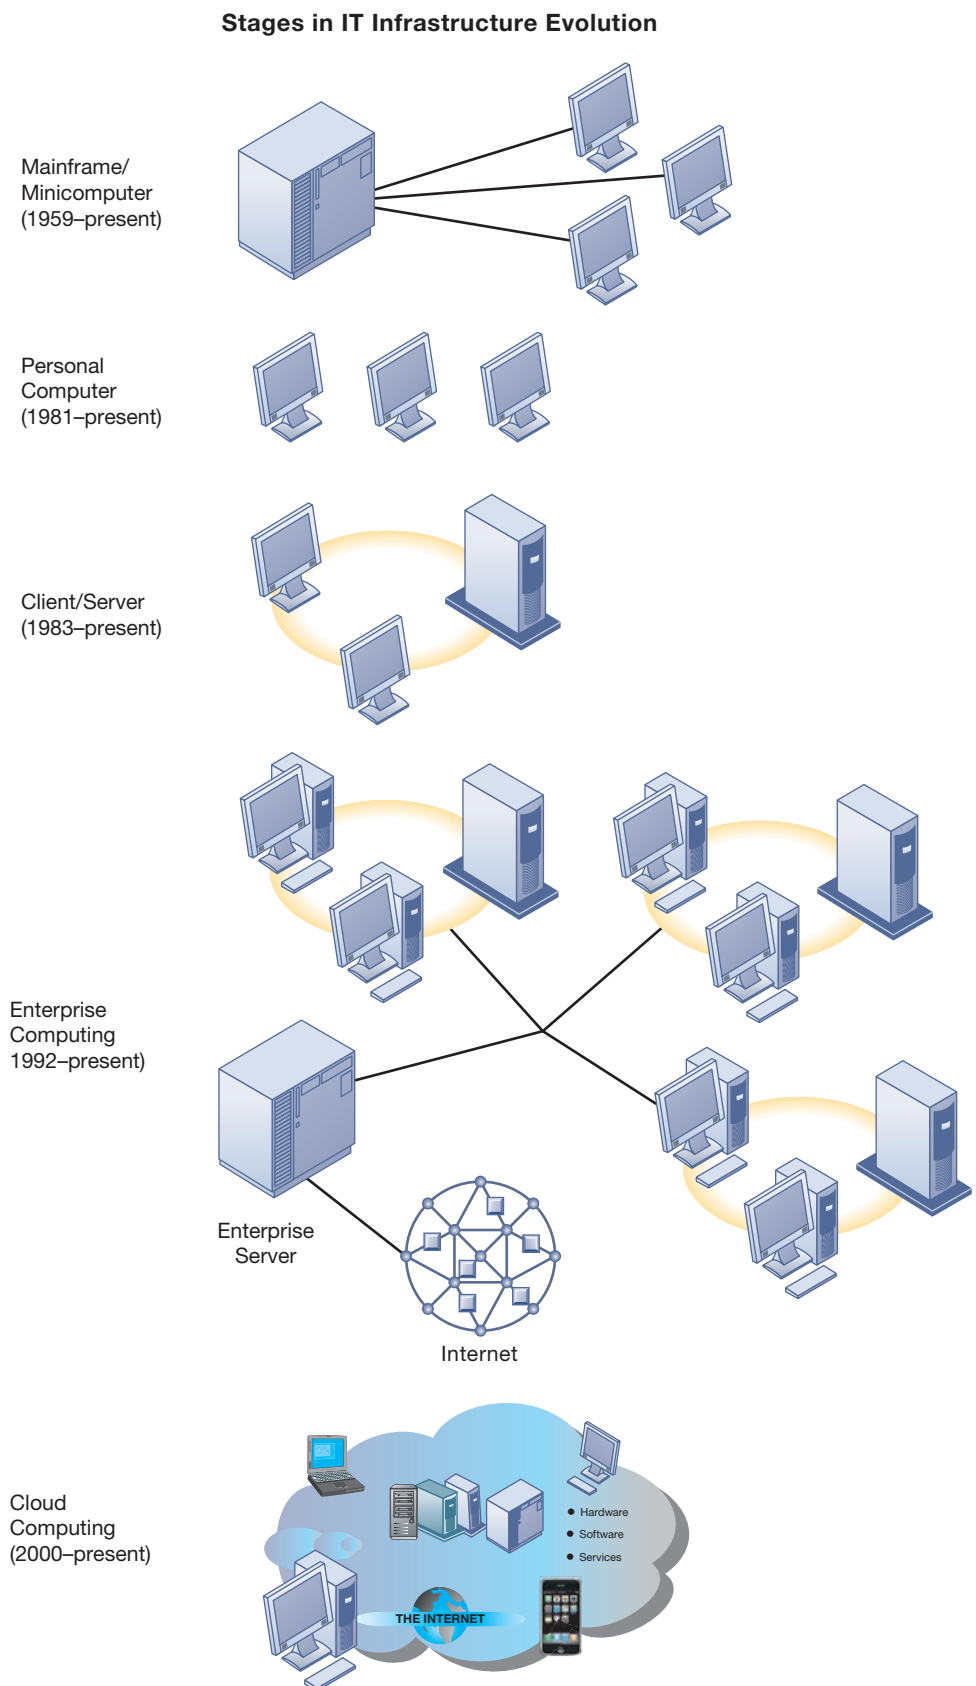 Stages in IT Infrastructure Evolution
Mainframe/
Minicomputer
(1959–present)
Personal
Computer
(1981–present)
Client/Server
(1983–present)
Enterprise
Computing
1992–present)
Enterprise
Server
Internet
Cloud
Computing
(2000–present)
• Hardware
• Software
• Services
THE INTERNET